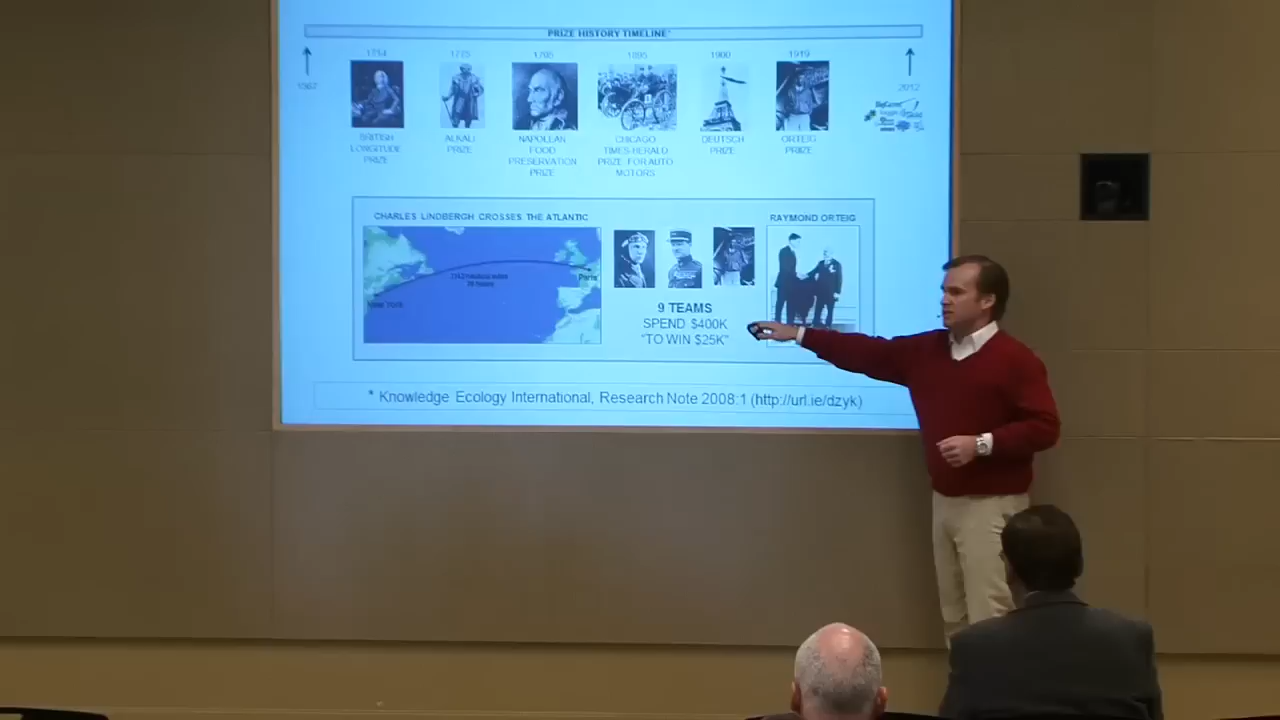 PRIZE HISTORY TIMELINE*
1567
1714
1775
1795
1895
1900
1919
2012
BRITISH
LONGITUDE
PRIZE
ALKALI
PRIZE
NAPOLEAN
FOOD
PRESERVATION
PRIZE
CHICAGO
TIMES-HERALD
PRIZE FOR AUTO
MOTORS
DEUTSCH
PRIZE
ORTEIG
PRIZE
CHARLES LINDBERGH CROSSES THE ATLANTIC
New York
Paris
9 TEAMS
SPEND $400K
"TO WIN $25K"
RAYMOND ORTEIG
* Knowledge Ecology International, Research Note 2008:1 (http://url.ie/dzyk)